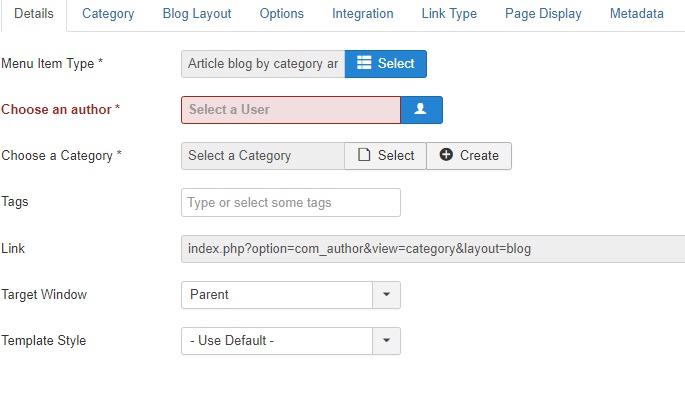 Details Category Blog Layout Options Integration Link Type Page Display Metadata
Menu Item Type * Article blog by category ar Select
Choose an author * Select a User
Choose a Category * Select a Category Select Create
Tags Type or select some tags
Link index.php?option=com_author&view=category&layout=blog
Target Window Parent
Template Style - Use Default -